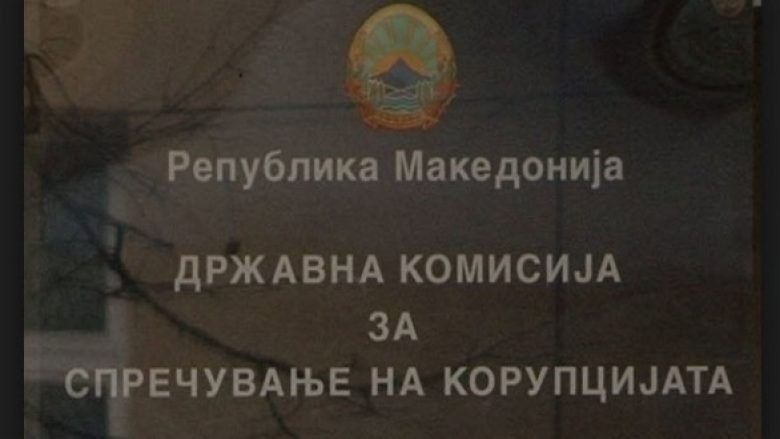 Република Македонија
ДРЖАВНА КОМИСИЈА
ЗА
СПРЕЧУВАЊЕ НА КОРУПЦИЈАТА